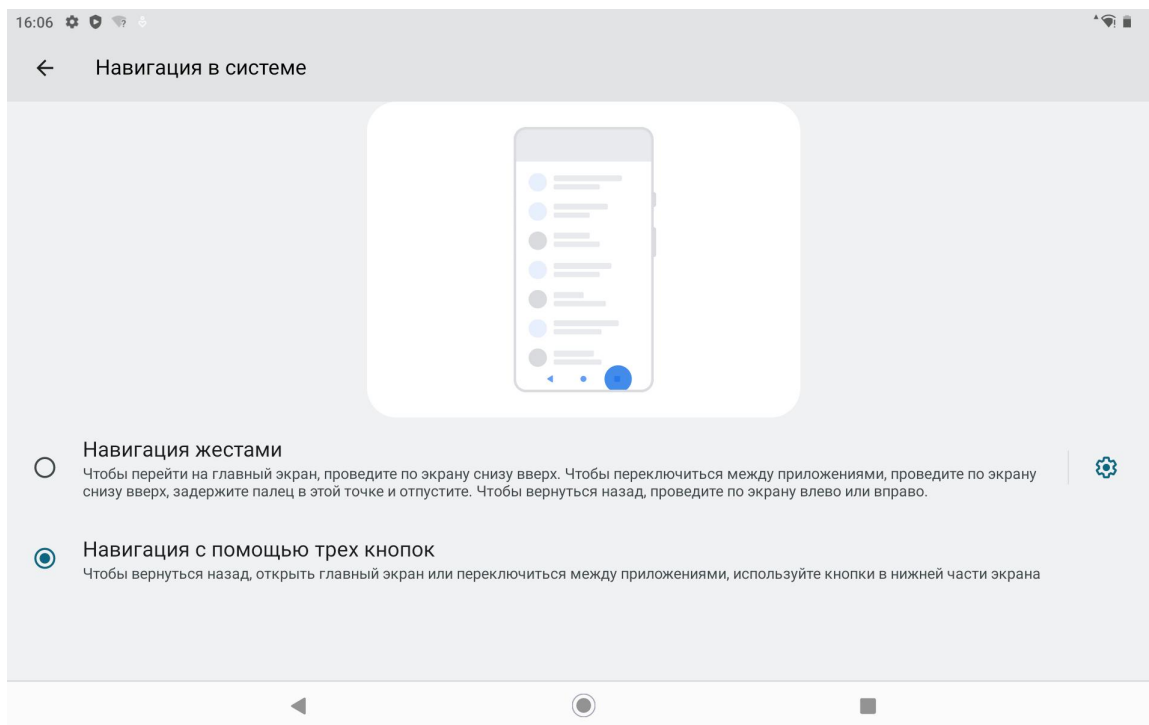 16:06
Навигация в системе
Навигация жестами
Чтобы перейти на главный экран, проведите по экрану снизу вверх. Чтобы переключиться между приложениями, проведите по экрану
снизу вверх, задержите палец в этой точке и отпустите. Чтобы вернуться назад, проведите по экрану влево или вправо.
Навигация с помощью трех кнопок
Чтобы вернуться назад, открыть главный экран или переключиться между приложениями, используйте кнопки в нижней части экрана